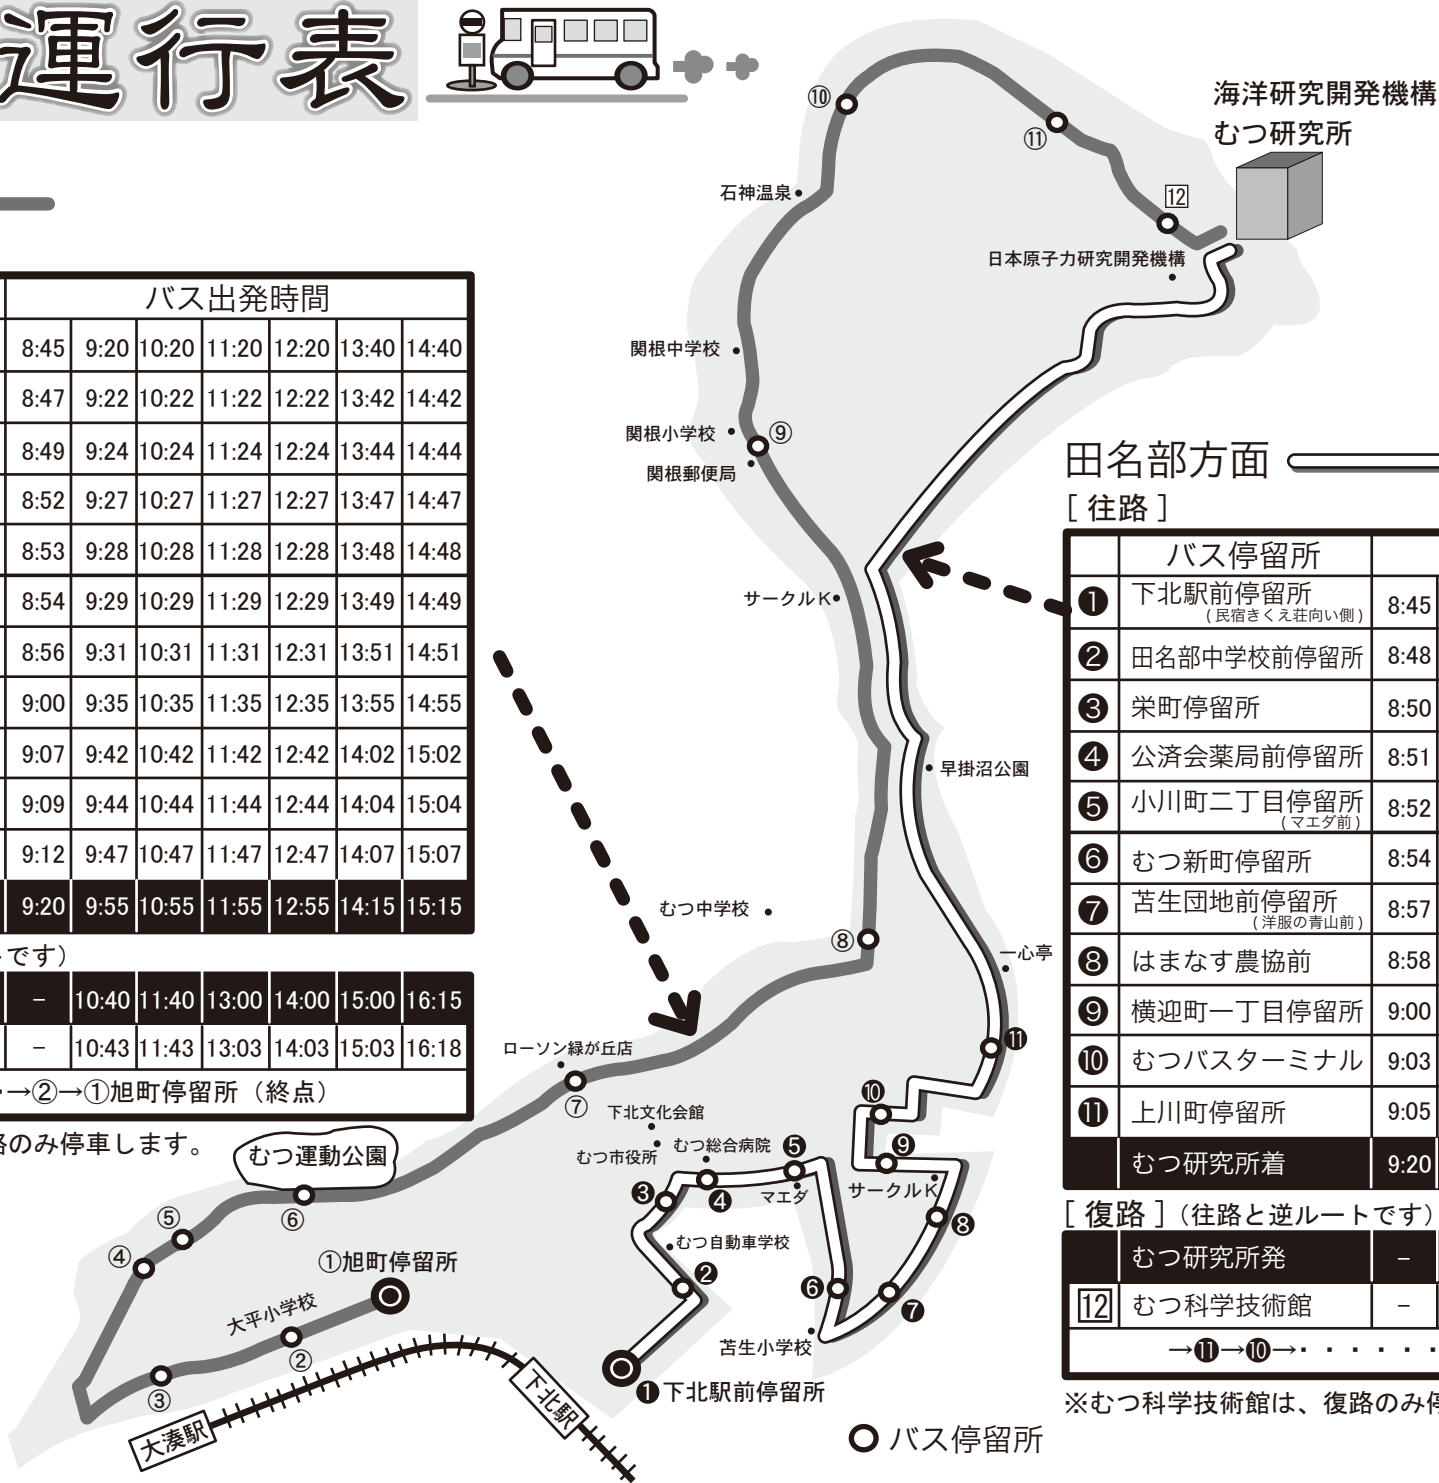 運行表
海洋研究開発機構
むつ研究所
⑩
⑪
12
石神温泉
日本原子力研究開発機構
関根中学校
関根小学校
⑨
関根郵便局
サークルK
早掛沼公園
むつ中学校
⑧
一心亭
⓫
ローソン緑が丘店
⑦
下北文化会館
むつ市役所
むつ総合病院
❿
❾
❺
マエダ
サークルK
❸
❹
❽
むつ自動車学校
❷
❻
❼
苫生小学校
❶下北駅前停留所
むつ運動公園
⑥
⑤
④
①旭町停留所
大平小学校
②
③
大湊駅
下北駅
バス停留所
バス出発時間
8:45 9:20 10:20 11:20 12:20 13:40 14:40
8:47 9:22 10:22 11:22 12:22 13:42 14:42
8:49 9:24 10:24 11:24 12:24 13:44 14:44
8:52 9:27 10:27 11:27 12:27 13:47 14:47
8:53 9:28 10:28 11:28 12:28 13:48 14:48
8:54 9:29 10:29 11:29 12:29 13:49 14:49
8:56 9:31 10:31 11:31 12:31 13:51 14:51
9:00 9:35 10:35 11:35 12:35 13:55 14:55
9:07 9:42 10:42 11:42 12:42 14:02 15:02
9:09 9:44 10:44 11:44 12:44 14:04 15:04
9:12 9:47 10:47 11:47 12:47 14:07 15:07
9:20 9:55 10:55 11:55 12:55 14:15 15:15
です）
－ 10:40 11:40 13:00 14:00 15:00 16:15
－ 10:43 11:43 13:03 14:03 15:03 16:18
・→②→①旭町停留所（終点）
のみ停車します。
田名部方面
［往路］
バス停留所
❶ 下北駅前停留所 8:45
(民宿きくえ荘向い側)
❷ 田名部中学校前停留所 8:48
❸ 栄町停留所 8:50
❹ 公済会薬局前停留所 8:51
❺ 小川町二丁目停留所 8:52
(マエダ前)
❻ むつ新町停留所 8:54
❼ 苫生団地前停留所 8:57
(洋服の青山前)
❽ はまなす農協前 8:58
❾ 横迎町一丁目停留所 9:00
❿ むつバスターミナル 9:03
⓫ 上川町停留所 9:05
むつ研究所着 9:20
［復路］（往路と逆ルートです）
むつ研究所発 －
12 むつ科学技術館 －
→⓫→❿→・・・・・・
※むつ科学技術館は、復路のみ